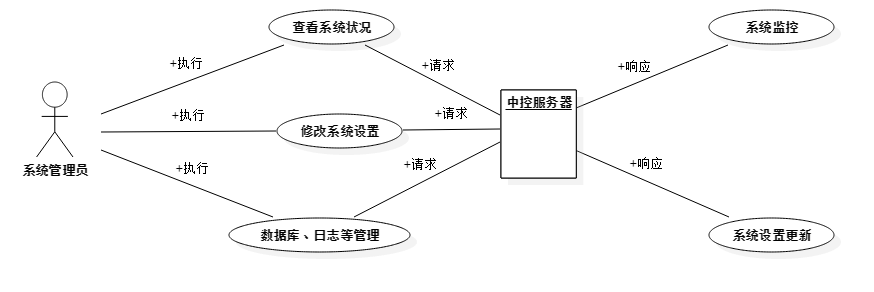 查看系统状况
系统监控
+执行
+请求
+响应
中控服务器
+执行
+请求
修改系统设置
系统管理员
+执行
+请求
+响应
数据库、日志等管理
系统设置更新